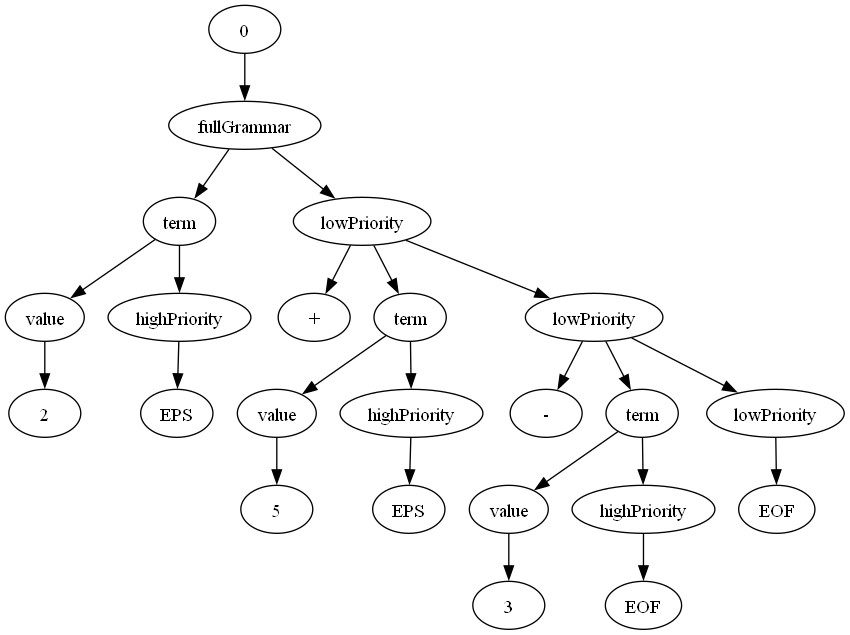 0
fullGrammar
term
lowPriority
value
highPriority
+
term
lowPriority
2
EPS
value
highPriority
-
term
lowPriority
5
EPS
value
highPriority
EOF
3
EOF